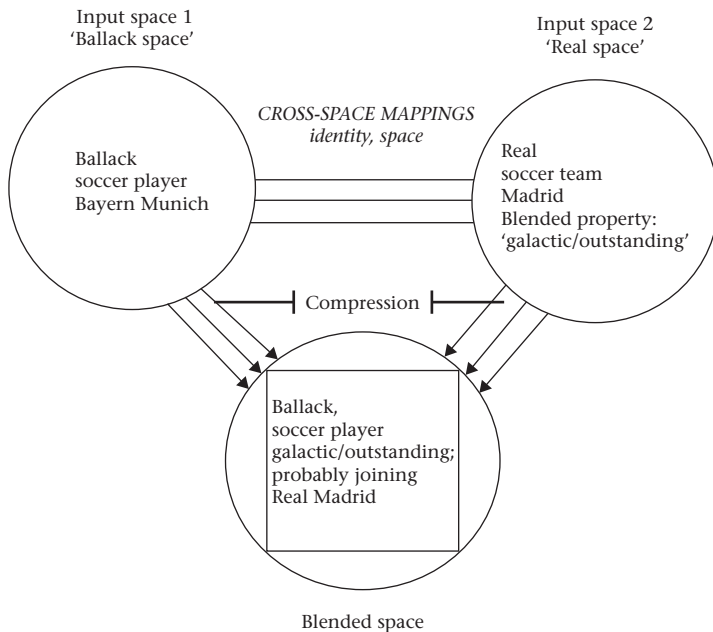 Input space 1
‘Ballack space’
Input space 2
‘Real space’
CROSS-SPACE MAPPINGS
identity, space
Ballack
soccer player
Bayern Munich
Real
soccer team
Madrid
Blended property:
‘galactic/outstanding’
Compression
Ballack,
soccer player
galactic/outstanding;
probably joining
Real Madrid
Blended space